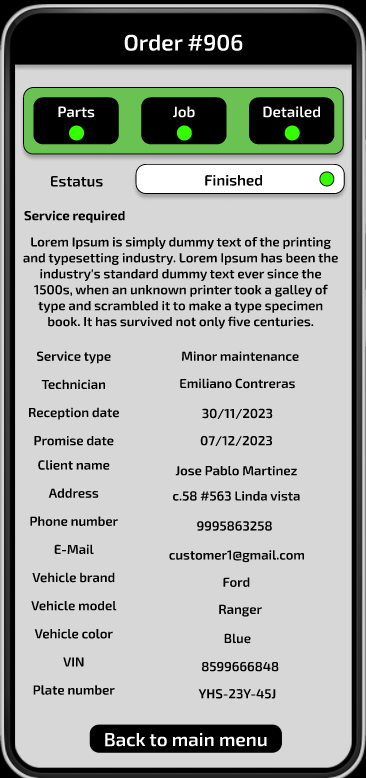 Order #906
Parts Job Detailed
Estatus Finished
Service required
Lorem Ipsum is simply dummy text of the printing
and typesetting industry. Lorem Ipsum has been the
industry's standard dummy text ever since the
1500s, when an unknown printer took a galley of
type and scrambled it to make a type specimen
book. It has survived not only five centuries.
Service type Minor maintenance
Technician Emiliano Contreras
Reception date 30/11/2023
Promise date 07/12/2023
Client name Jose Pablo Martinez
Address c.58 #563 Linda vista
Phone number 9995863258
E-Mail customer1@gmail.com
Vehicle brand Ford
Vehicle model Ranger
Vehicle color Blue
VIN 8599666848
Plate number YHS-23Y-45J
Back to main menu